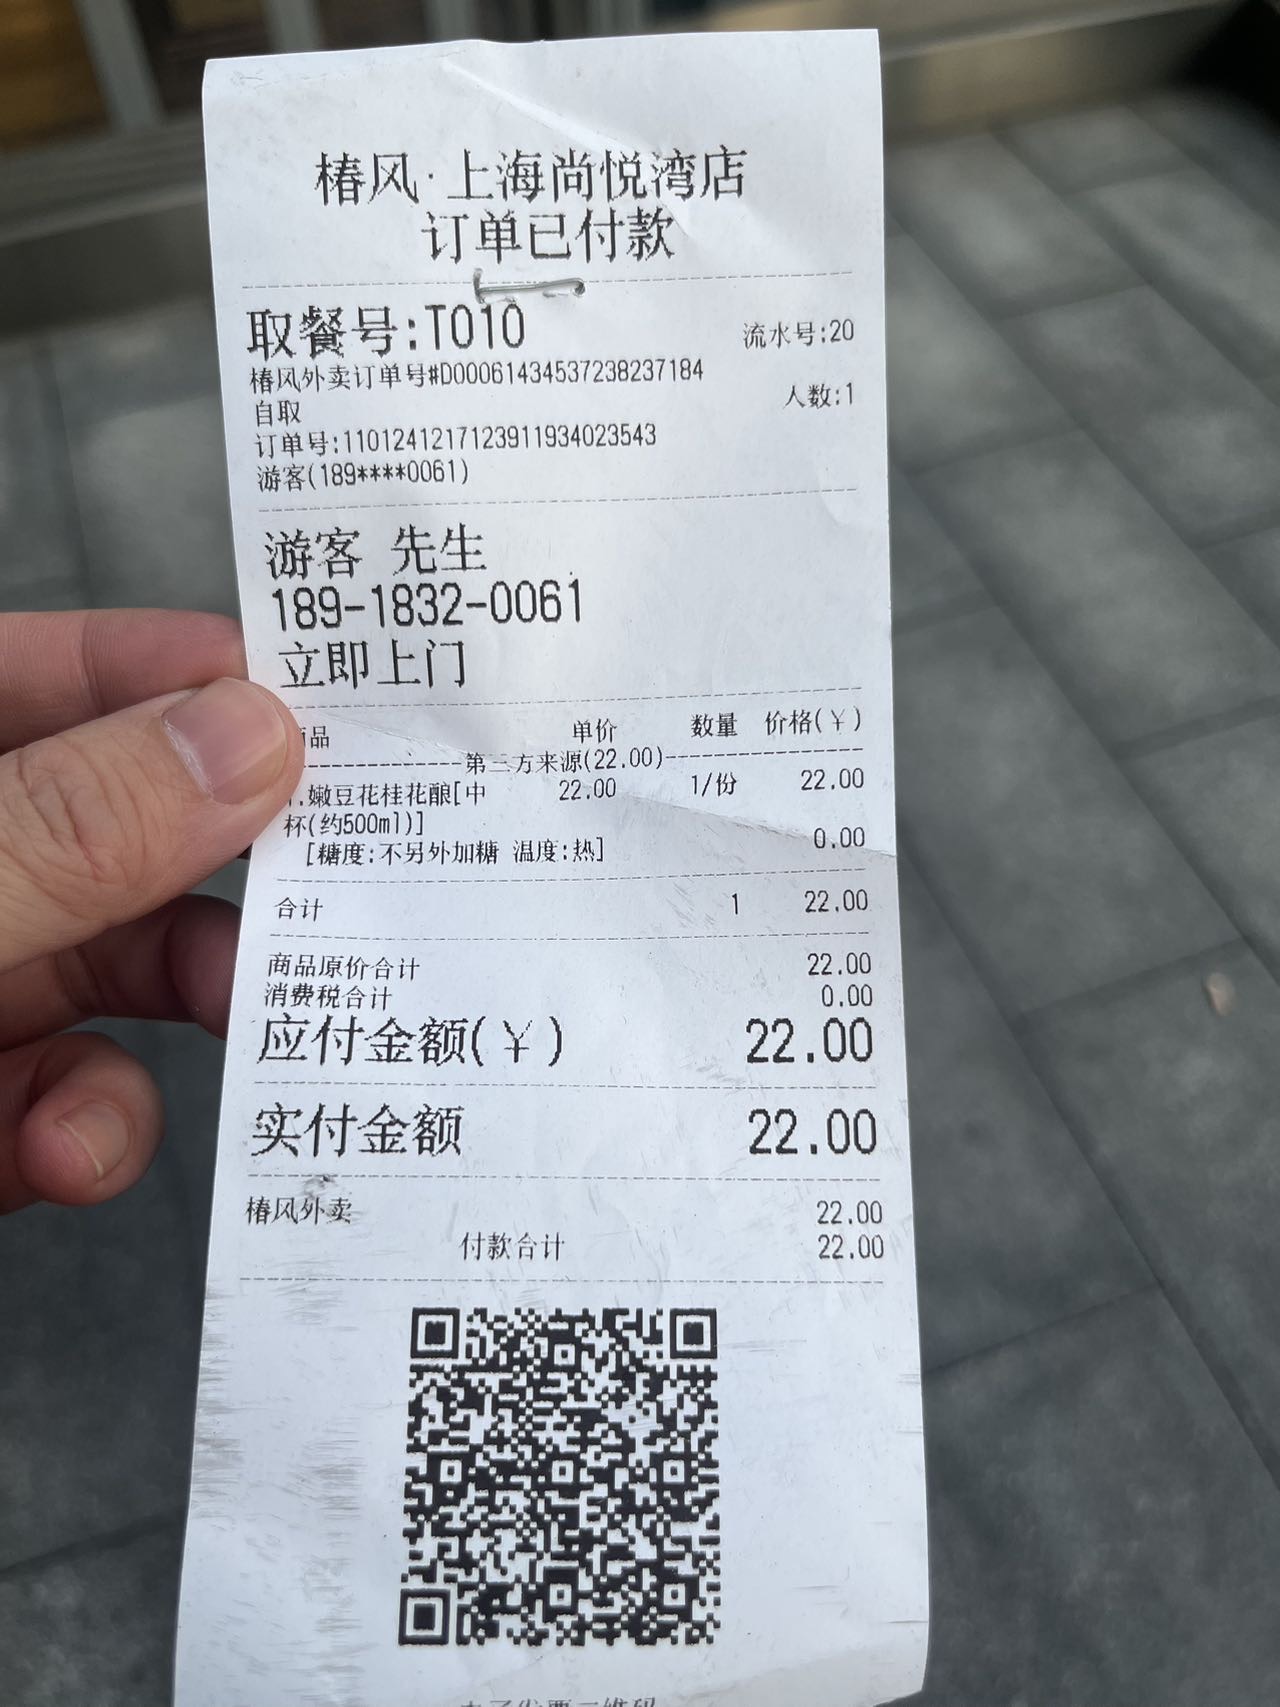 椿风·上海尚悦湾店
订单已付款
取餐号:T010 流水号:20
椿风外卖订单号#D00061434537238237184
自取 人数:1
订单号:1101241217123911934023543
游客(189****0061)
游客 先生
189-1832-0061
立即上门
品 单价 数量 价格(￥)
第三方来源(22.00)
.嫩豆花桂花酿[中 22.00 1/份 22.00
杯(约500ml)]
[糖度:不另外加糖 温度:热] 0.00
合计 1 22.00
商品原价合计 22.00
消费税合计 0.00
应付金额(￥) 22.00
实付金额 22.00
椿风外卖 22.00
付款合计 22.00